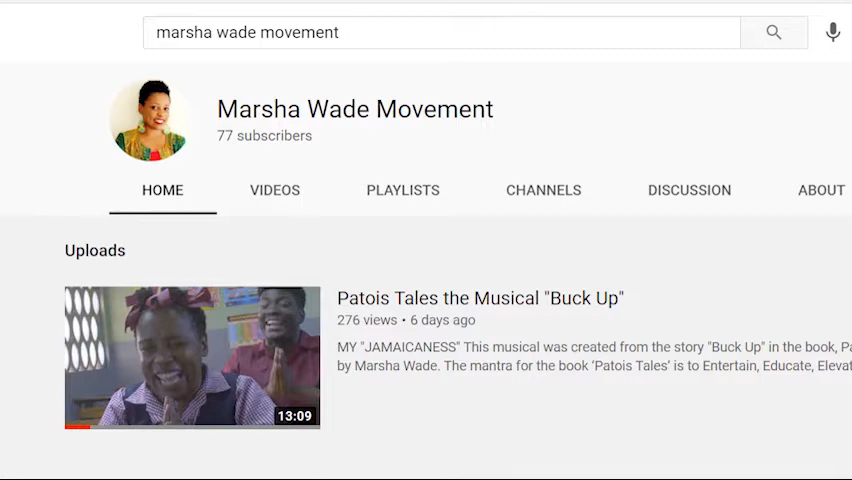 marsha wade movement
Marsha Wade Movement
77 subscribers
HOME VIDEOS PLAYLISTS CHANNELS DISCUSSION ABOUT
Uploads
Patois Tales the Musical "Buck Up"
276 views • 6 days ago
MY "JAMAICANESS" This musical was created from the story "Buck Up" in the book, Pa
by Marsha Wade. The mantra for the book ‘Patois Tales’ is to Entertain, Educate, Elevat
13:09